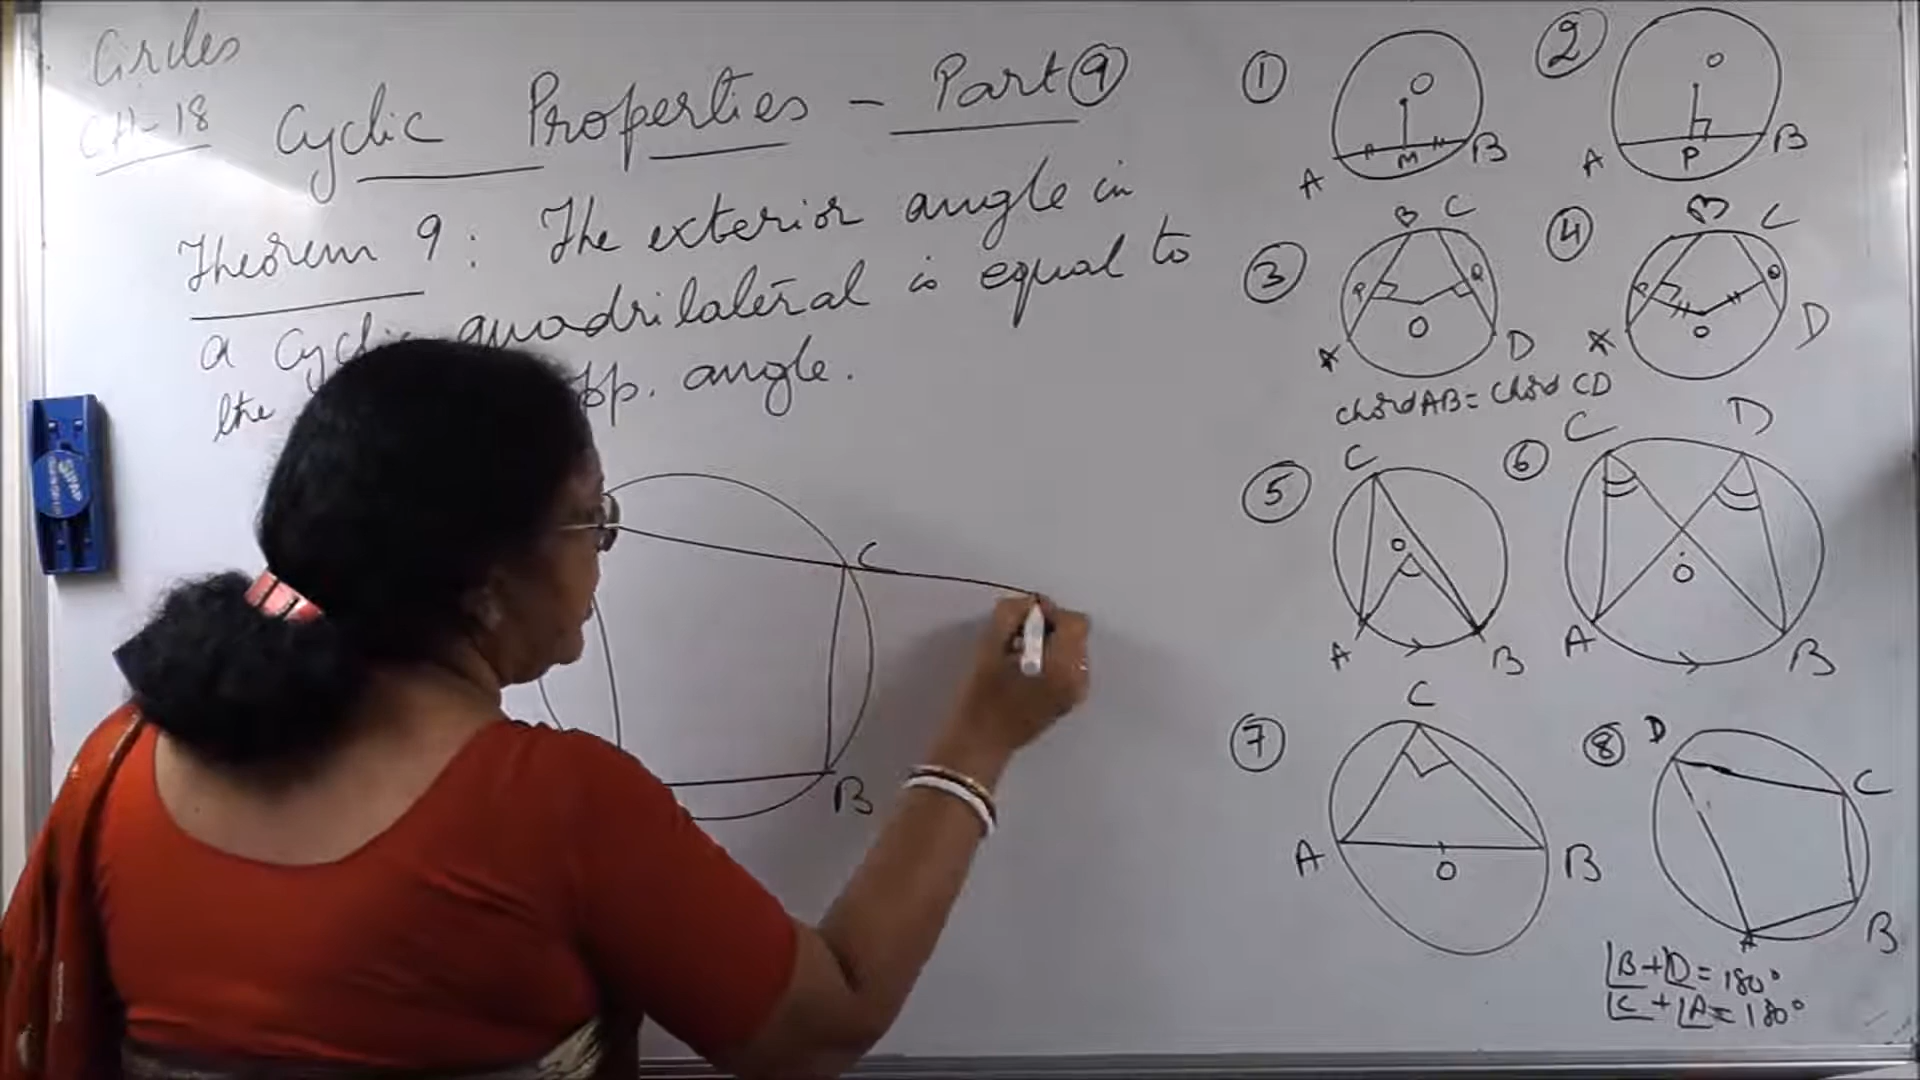 Circles
CH-18
Cyclic Properties - Part 9
Theorem 9 : The exterior angle in
a cyclic quadrilateral is equal to
the opp. angle.
C
B
1
O
A M B
2
O
A P B
3
B C
P Q
O
A D
4
B C
P Q
O
A D
chord AB = chord CD
5
C
O
A B
6
C D
O
A B
7
C
A O B
8
D
C
A
B
∠B + ∠D = 180°
∠C + ∠A = 180°
SIPAP